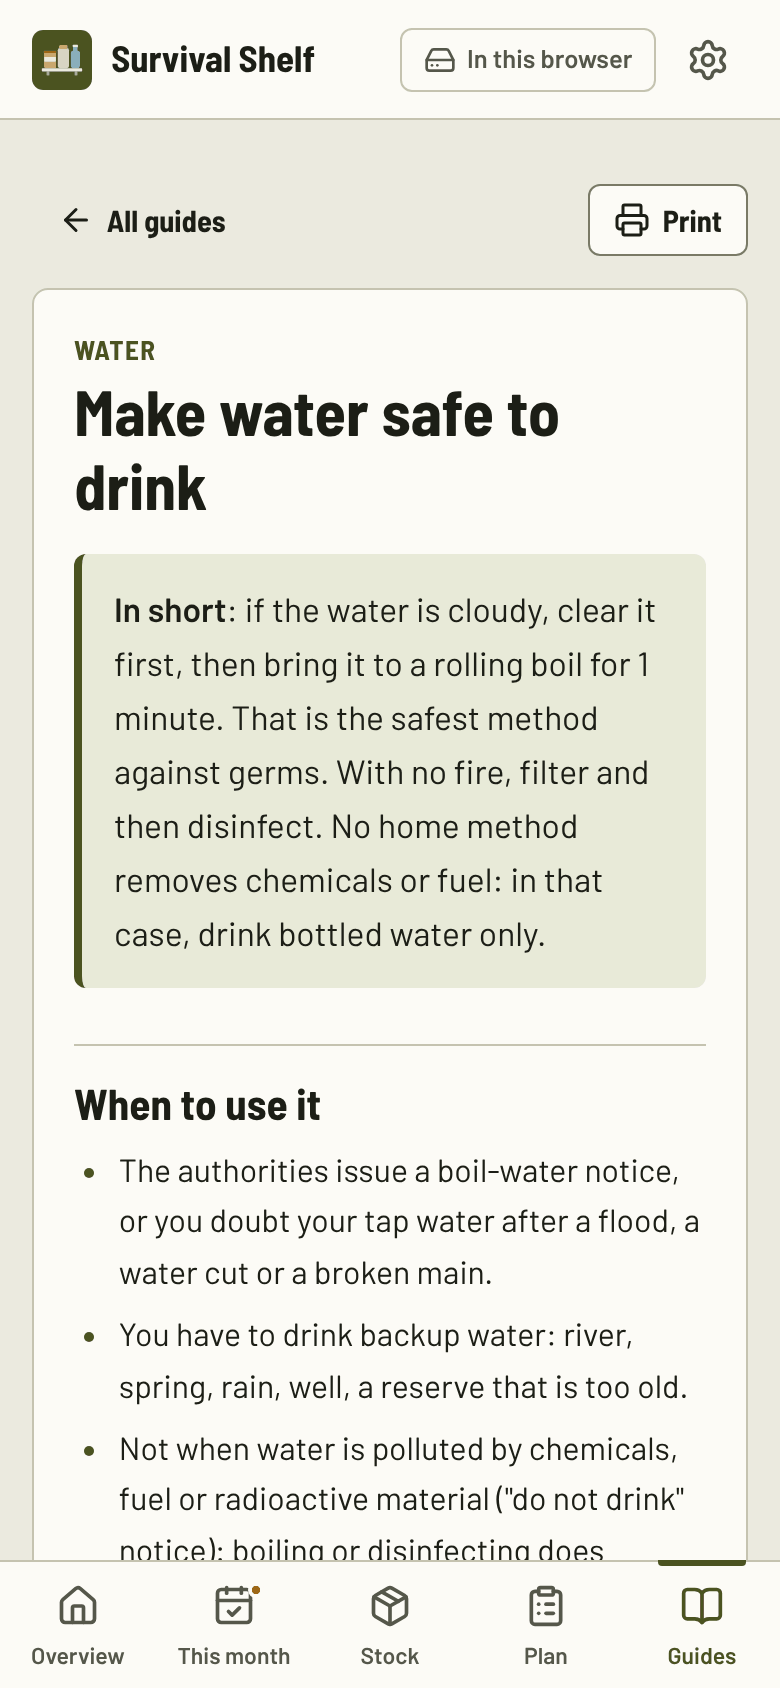 Survival Shelf
In this browser
All guides
Print
WATER
Make water safe to
drink
In short: if the water is cloudy, clear it
first, then bring it to a rolling boil for 1
minute. That is the safest method
against germs. With no fire, filter and
then disinfect. No home method
removes chemicals or fuel: in that
case, drink bottled water only.
When to use it
The authorities issue a boil-water notice,
or you doubt your tap water after a flood, a
water cut or a broken main.
You have to drink backup water: river,
spring, rain, well, a reserve that is too old.
Not when water is polluted by chemicals,
fuel or radioactive material ("do not drink"
notice): boiling or disinfecting does
Overview
This month
Stock
Plan
Guides